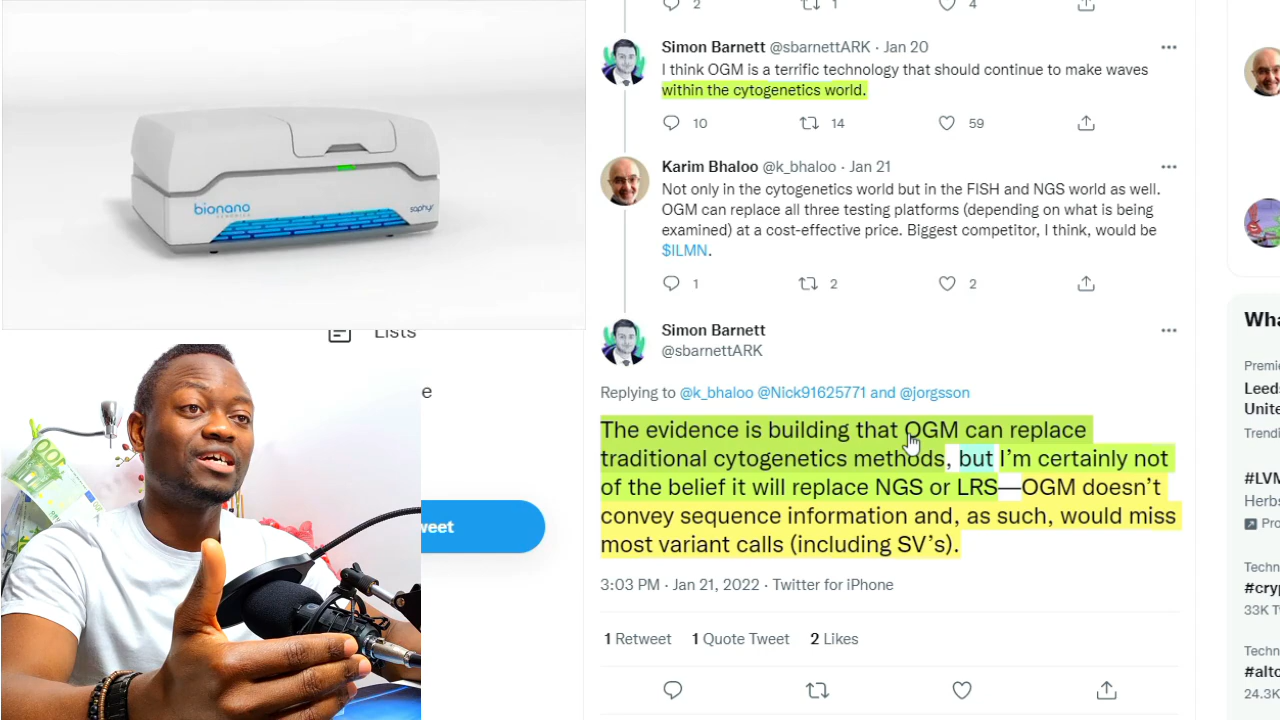 2
1
4
Simon Barnett @sbarnettARK · Jan 20
I think OGM is a terrific technology that should continue to make waves
within the cytogenetics world.
10 14 59
Karim Bhaloo @k_bhaloo · Jan 21
Not only in the cytogenetics world but in the FISH and NGS world as well.
OGM can replace all three testing platforms (depending on what is being
examined) at a cost-effective price. Biggest competitor, I think, would be
$ILMN.
1 2 2
Simon Barnett
@sbarnettARK
Replying to @k_bhaloo @Nick91625771 and @jorgsson
The evidence is building that OGM can replace
traditional cytogenetics methods, but I'm certainly not
of the belief it will replace NGS or LRS—OGM doesn't
convey sequence information and, as such, would miss
most variant calls (including SV's).
3:03 PM · Jan 21, 2022 · Twitter for iPhone
1 Retweet 1 Quote Tweet 2 Likes
bionano
saphyr
Lists
e
weet
Wha
Premie
Leeds
Unite
Trendi
#LVM
Herbs
Pro
Techn
#cryp
33K T
Techn
#alto
24.3K